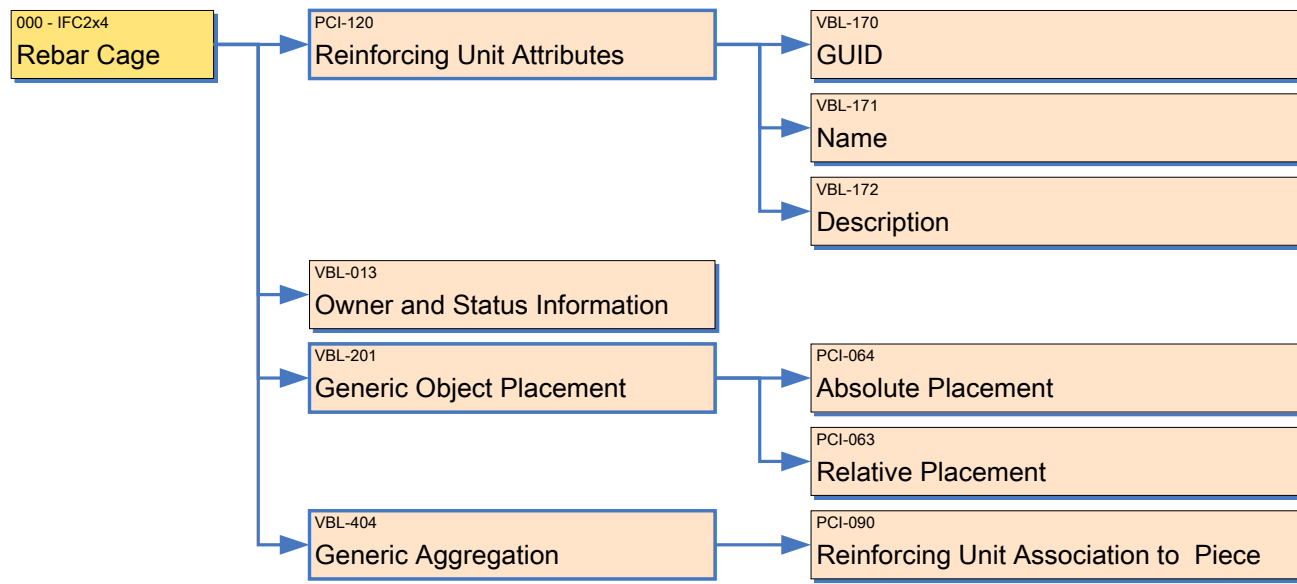 000 - IFC2x4
Rebar Cage
PCI-120
Reinforcing Unit Attributes
VBL-170
GUID
VBL-171
Name
VBL-172
Description
VBL-013
Owner and Status Information
VBL-201
Generic Object Placement
PCI-064
Absolute Placement
PCI-063
Relative Placement
VBL-404
Generic Aggregation
PCI-090
Reinforcing Unit Association to  Piece